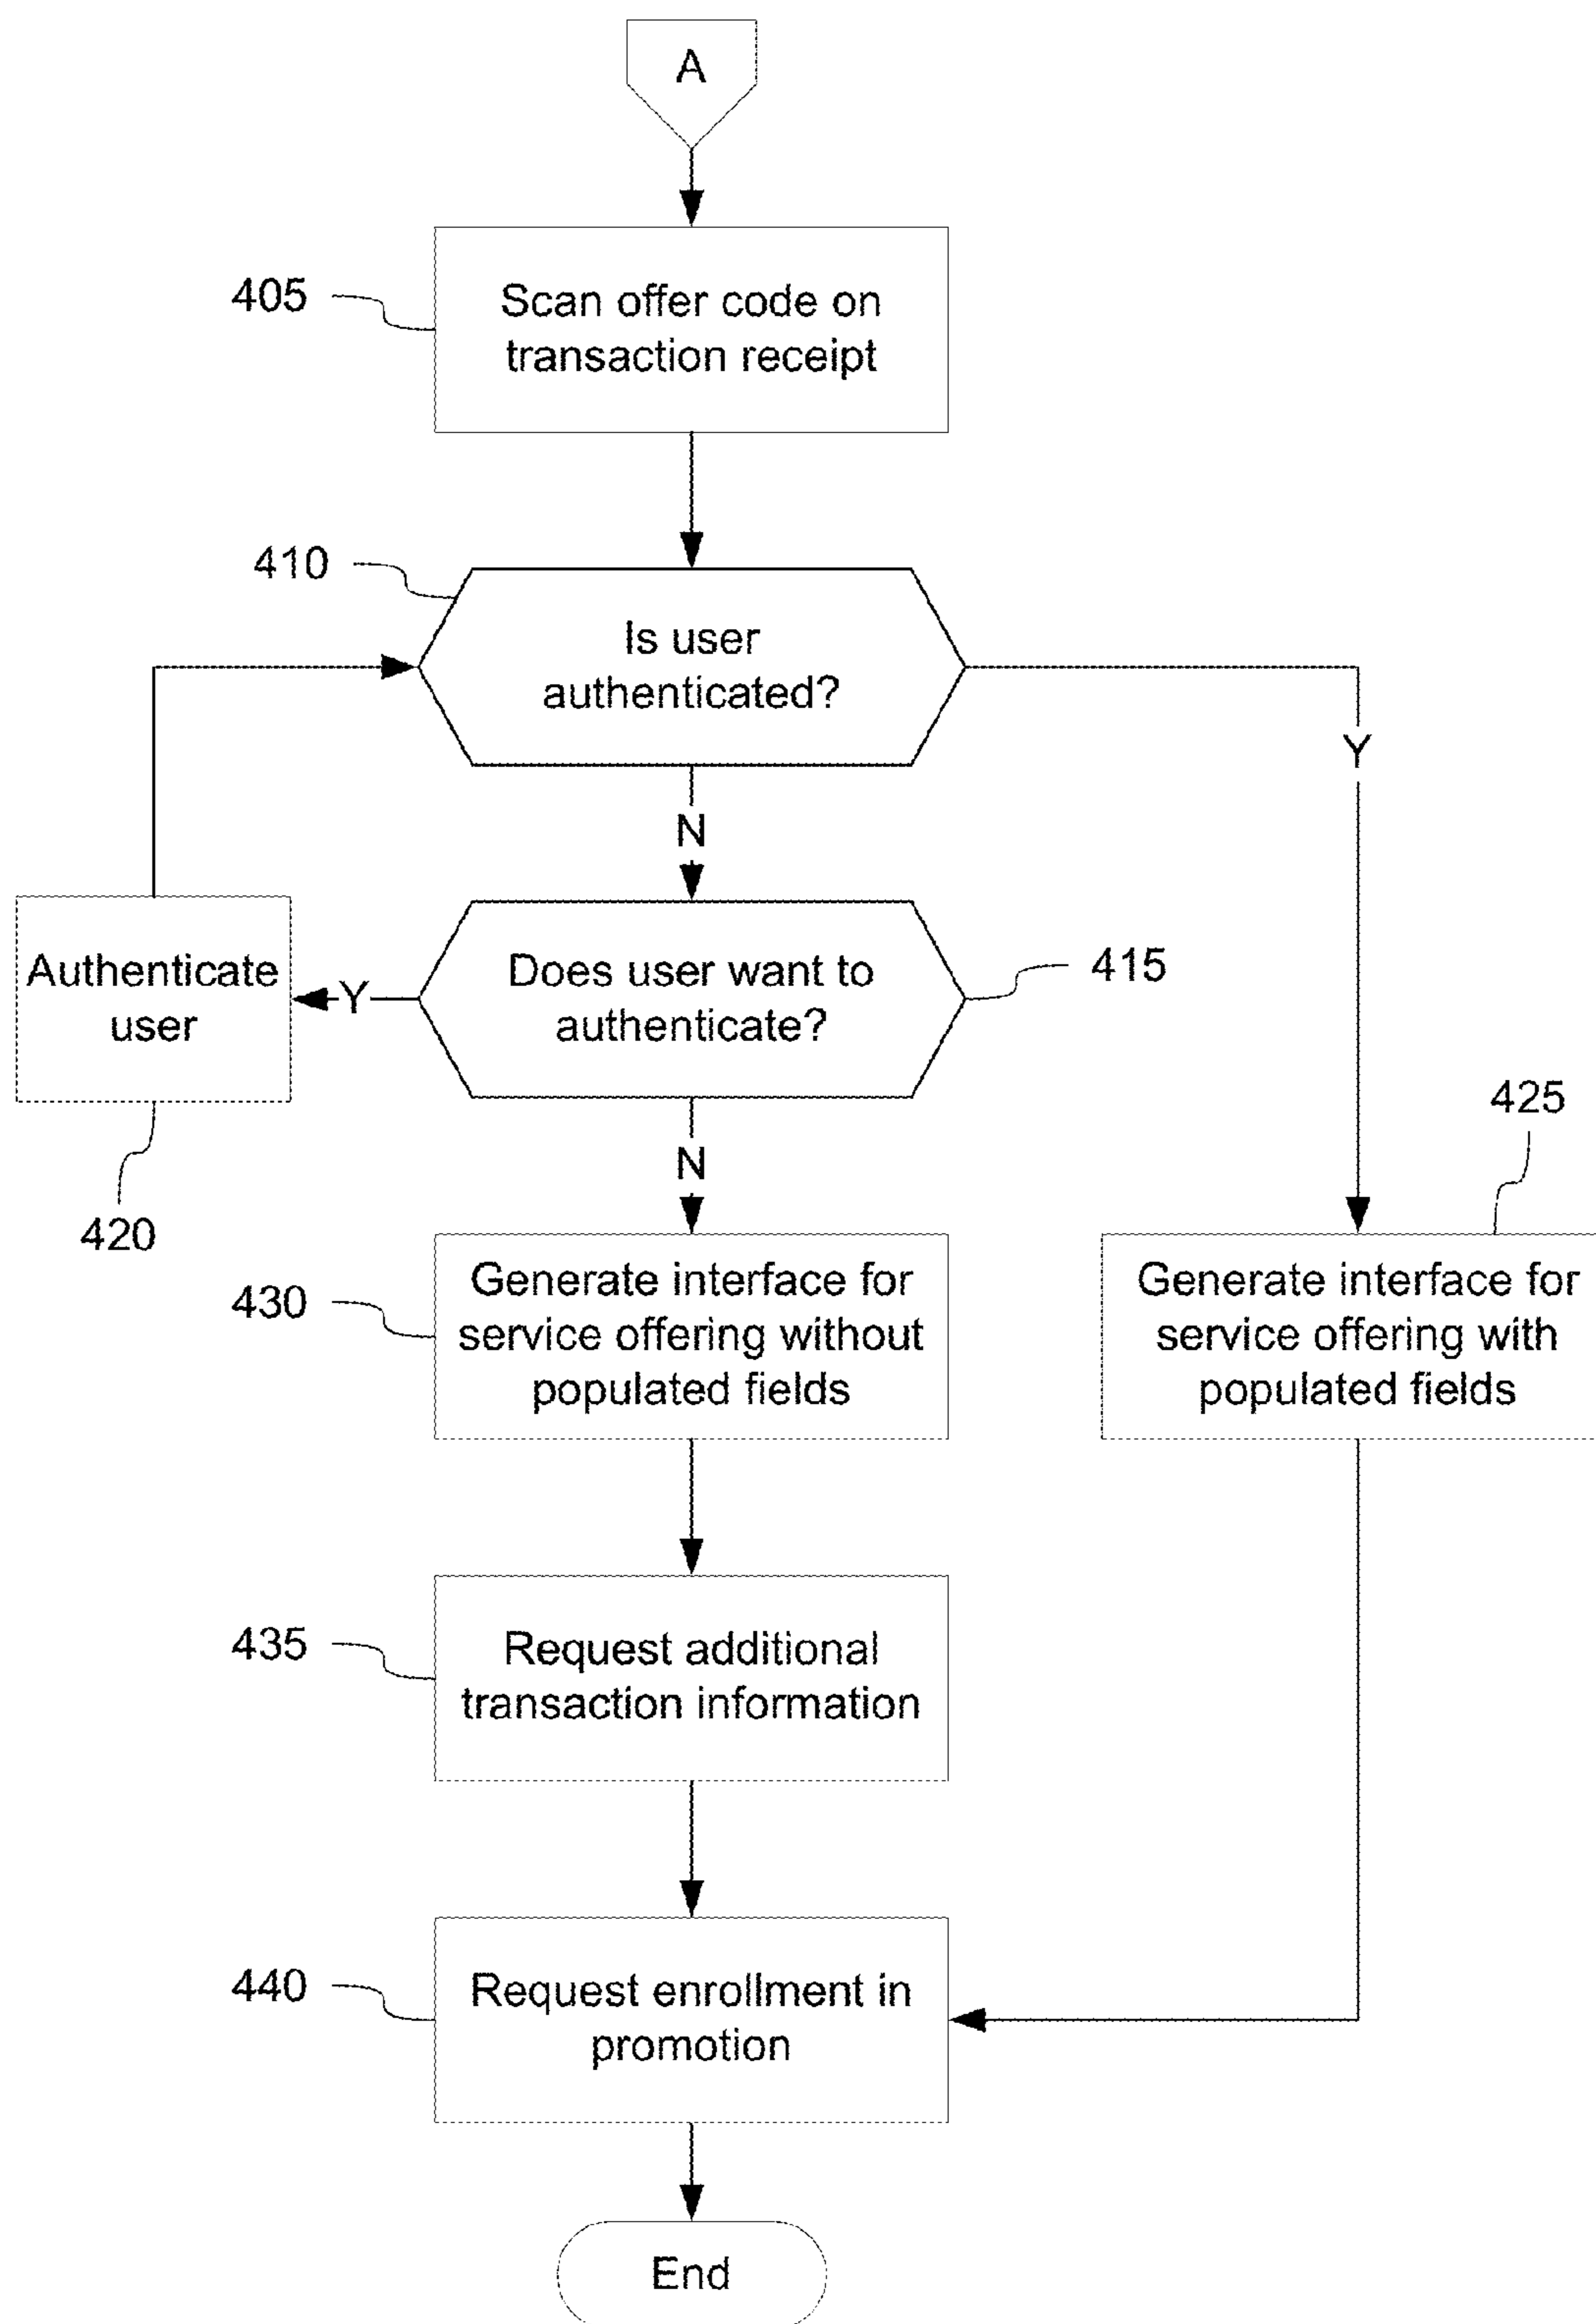 A
405
Scan offer code on
transaction receipt
410
Is user
authenticated?
Y
N
Authenticate
user
Y
Does user want to
authenticate?
415
420
N
425
430
Generate interface for
service offering without
populated fields
Generate interface for
service offering with
populated fields
435
Request additional
transaction information
440
Request enrollment in
promotion
End